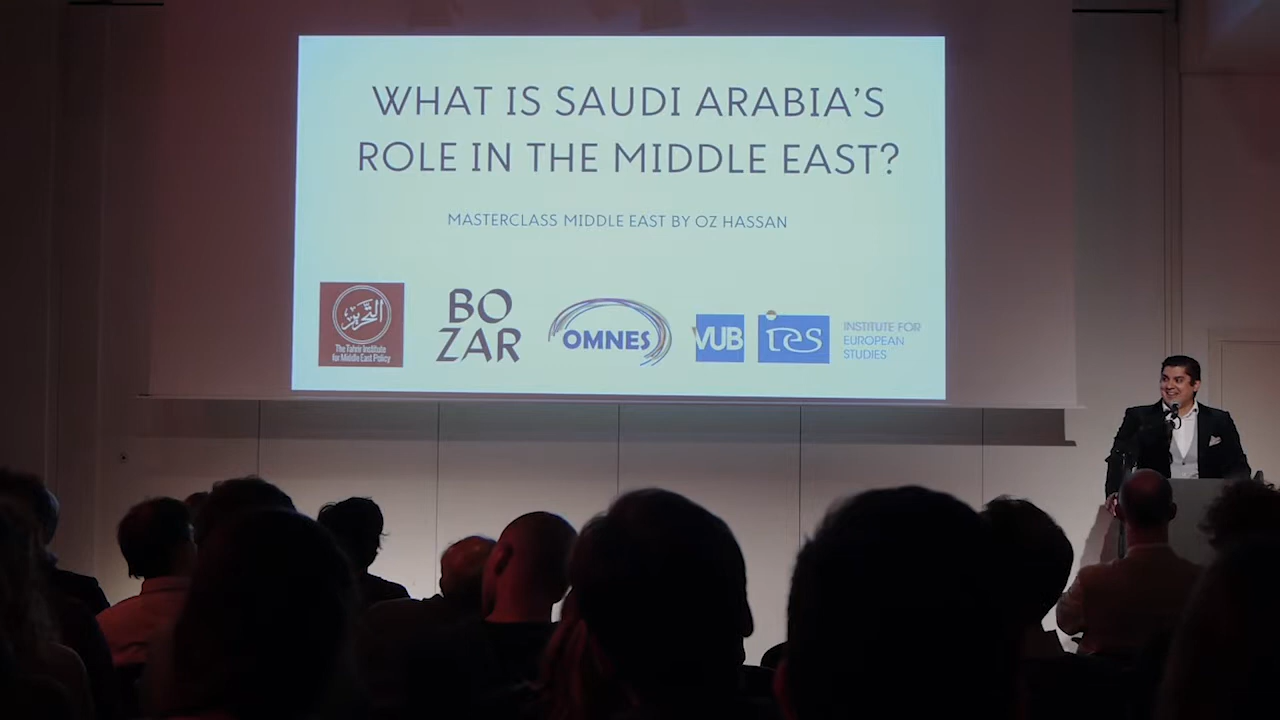 WHAT IS SAUDI ARABIA'S
ROLE IN THE MIDDLE EAST?
MASTERCLASS MIDDLE EAST BY OZ HASSAN
التحرير
The Tahrir Institute
for Middle East Policy
BO
ZAR
OMNES
VUB
ies
INSTITUTE FOR
EUROPEAN
STUDIES